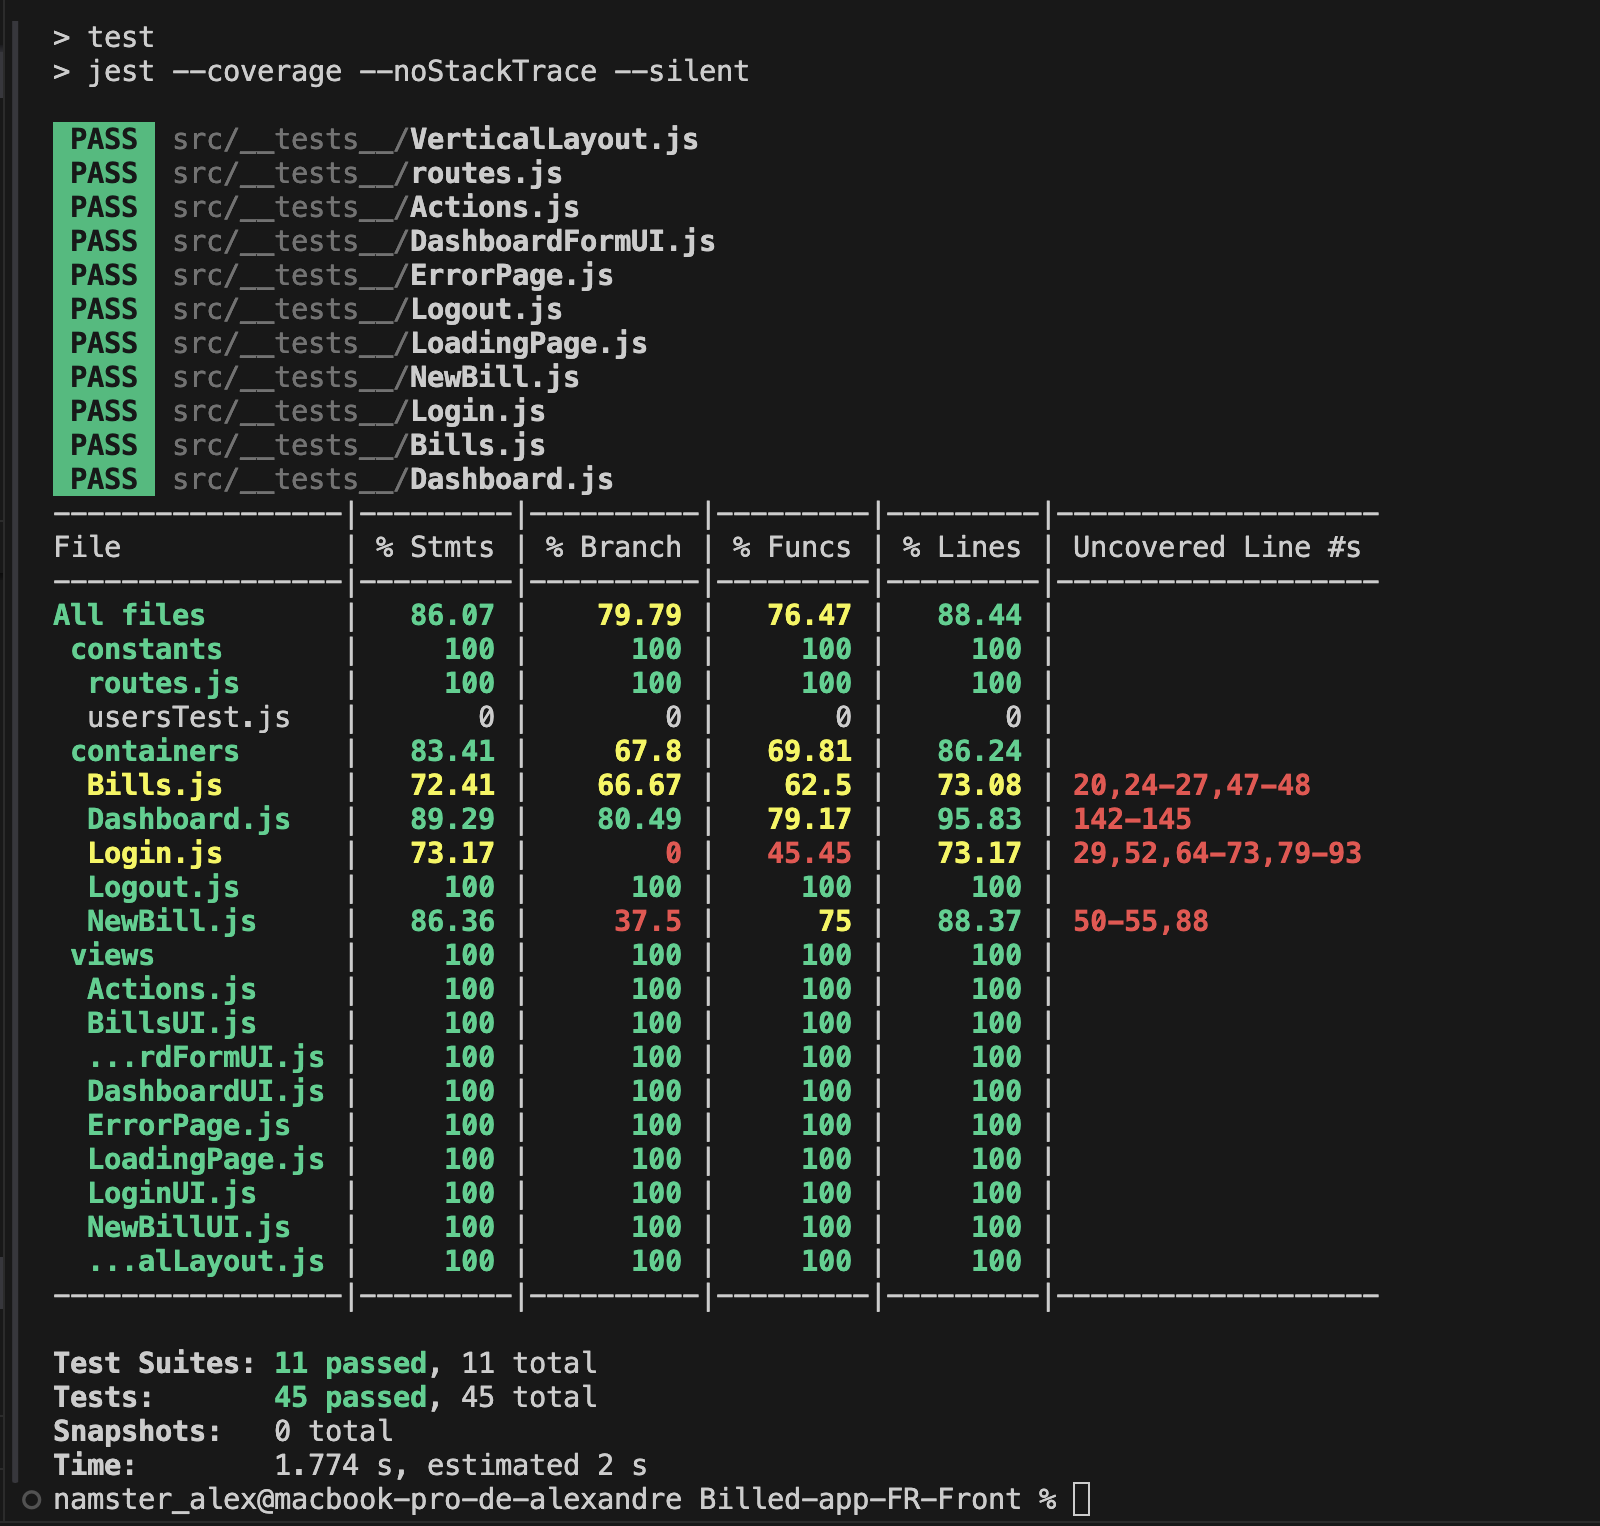 > test
> jest --coverage --noStackTrace --silent
PASS src/__tests__/VerticalLayout.js
PASS src/__tests__/routes.js
PASS src/__tests__/Actions.js
PASS src/__tests__/DashboardFormUI.js
PASS src/__tests__/ErrorPage.js
PASS src/__tests__/Logout.js
PASS src/__tests__/LoadingPage.js
PASS src/__tests__/NewBill.js
PASS src/__tests__/Login.js
PASS src/__tests__/Bills.js
PASS src/__tests__/Dashboard.js
-----------------|---------|----------|---------|---------|-------------------
File             | % Stmts | % Branch | % Funcs | % Lines | Uncovered Line #s
-----------------|---------|----------|---------|---------|-------------------
All files        |   86.07 |    79.79 |   76.47 |   88.44 |
 constants       |     100 |      100 |     100 |     100 |
  routes.js      |     100 |      100 |     100 |     100 |
  usersTest.js   |       0 |        0 |       0 |       0 |
 containers      |   83.41 |     67.8 |   69.81 |   86.24 |
  Bills.js       |   72.41 |    66.67 |    62.5 |   73.08 | 20,24-27,47-48
  Dashboard.js   |   89.29 |    80.49 |   79.17 |   95.83 | 142-145
  Login.js       |   73.17 |        0 |   45.45 |   73.17 | 29,52,64-73,79-93
  Logout.js      |     100 |      100 |     100 |     100 |
  NewBill.js     |   86.36 |     37.5 |      75 |   88.37 | 50-55,88
 views           |     100 |      100 |     100 |     100 |
  Actions.js     |     100 |      100 |     100 |     100 |
  BillsUI.js     |     100 |      100 |     100 |     100 |
  ...rdFormUI.js |     100 |      100 |     100 |     100 |
  DashboardUI.js |     100 |      100 |     100 |     100 |
  ErrorPage.js   |     100 |      100 |     100 |     100 |
  LoadingPage.js |     100 |      100 |     100 |     100 |
  LoginUI.js     |     100 |      100 |     100 |     100 |
  NewBillUI.js   |     100 |      100 |     100 |     100 |
  ...alLayout.js |     100 |      100 |     100 |     100 |
-----------------|---------|----------|---------|---------|-------------------
Test Suites: 11 passed, 11 total
Tests:       45 passed, 45 total
Snapshots:   0 total
Time:        1.774 s, estimated 2 s
namster_alex@macbook-pro-de-alexandre Billed-app-FR-Front %